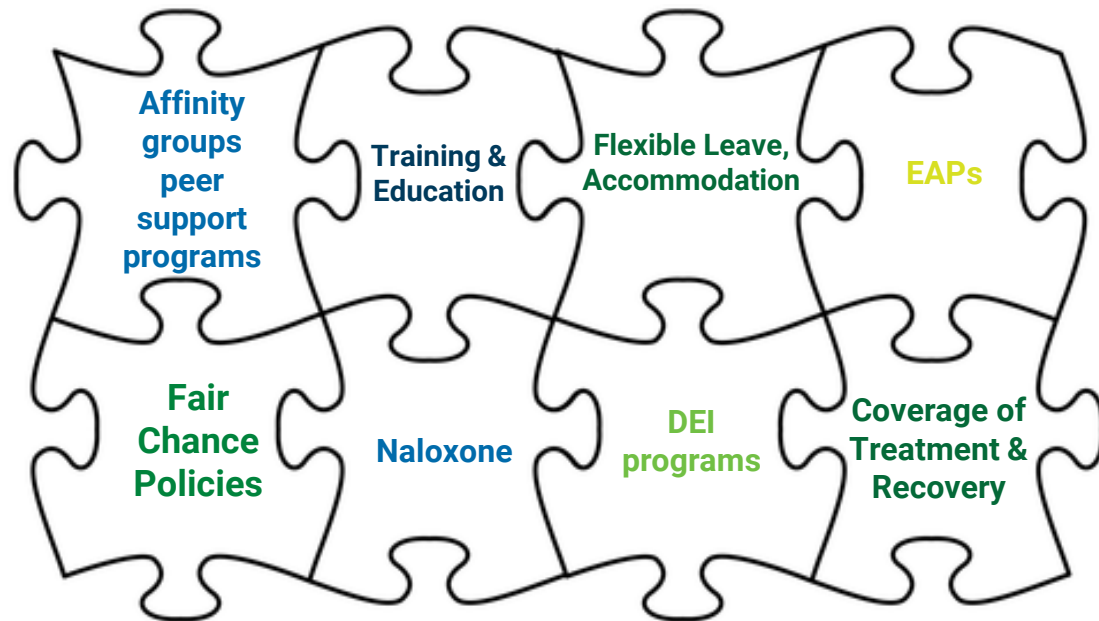 Affinity
groups
peer
support
programs
Training &
Education
Flexible Leave,
Accommodation
EAPs
Fair
Chance
Policies
Naloxone
DEI
programs
Coverage of
Treatment &
Recovery